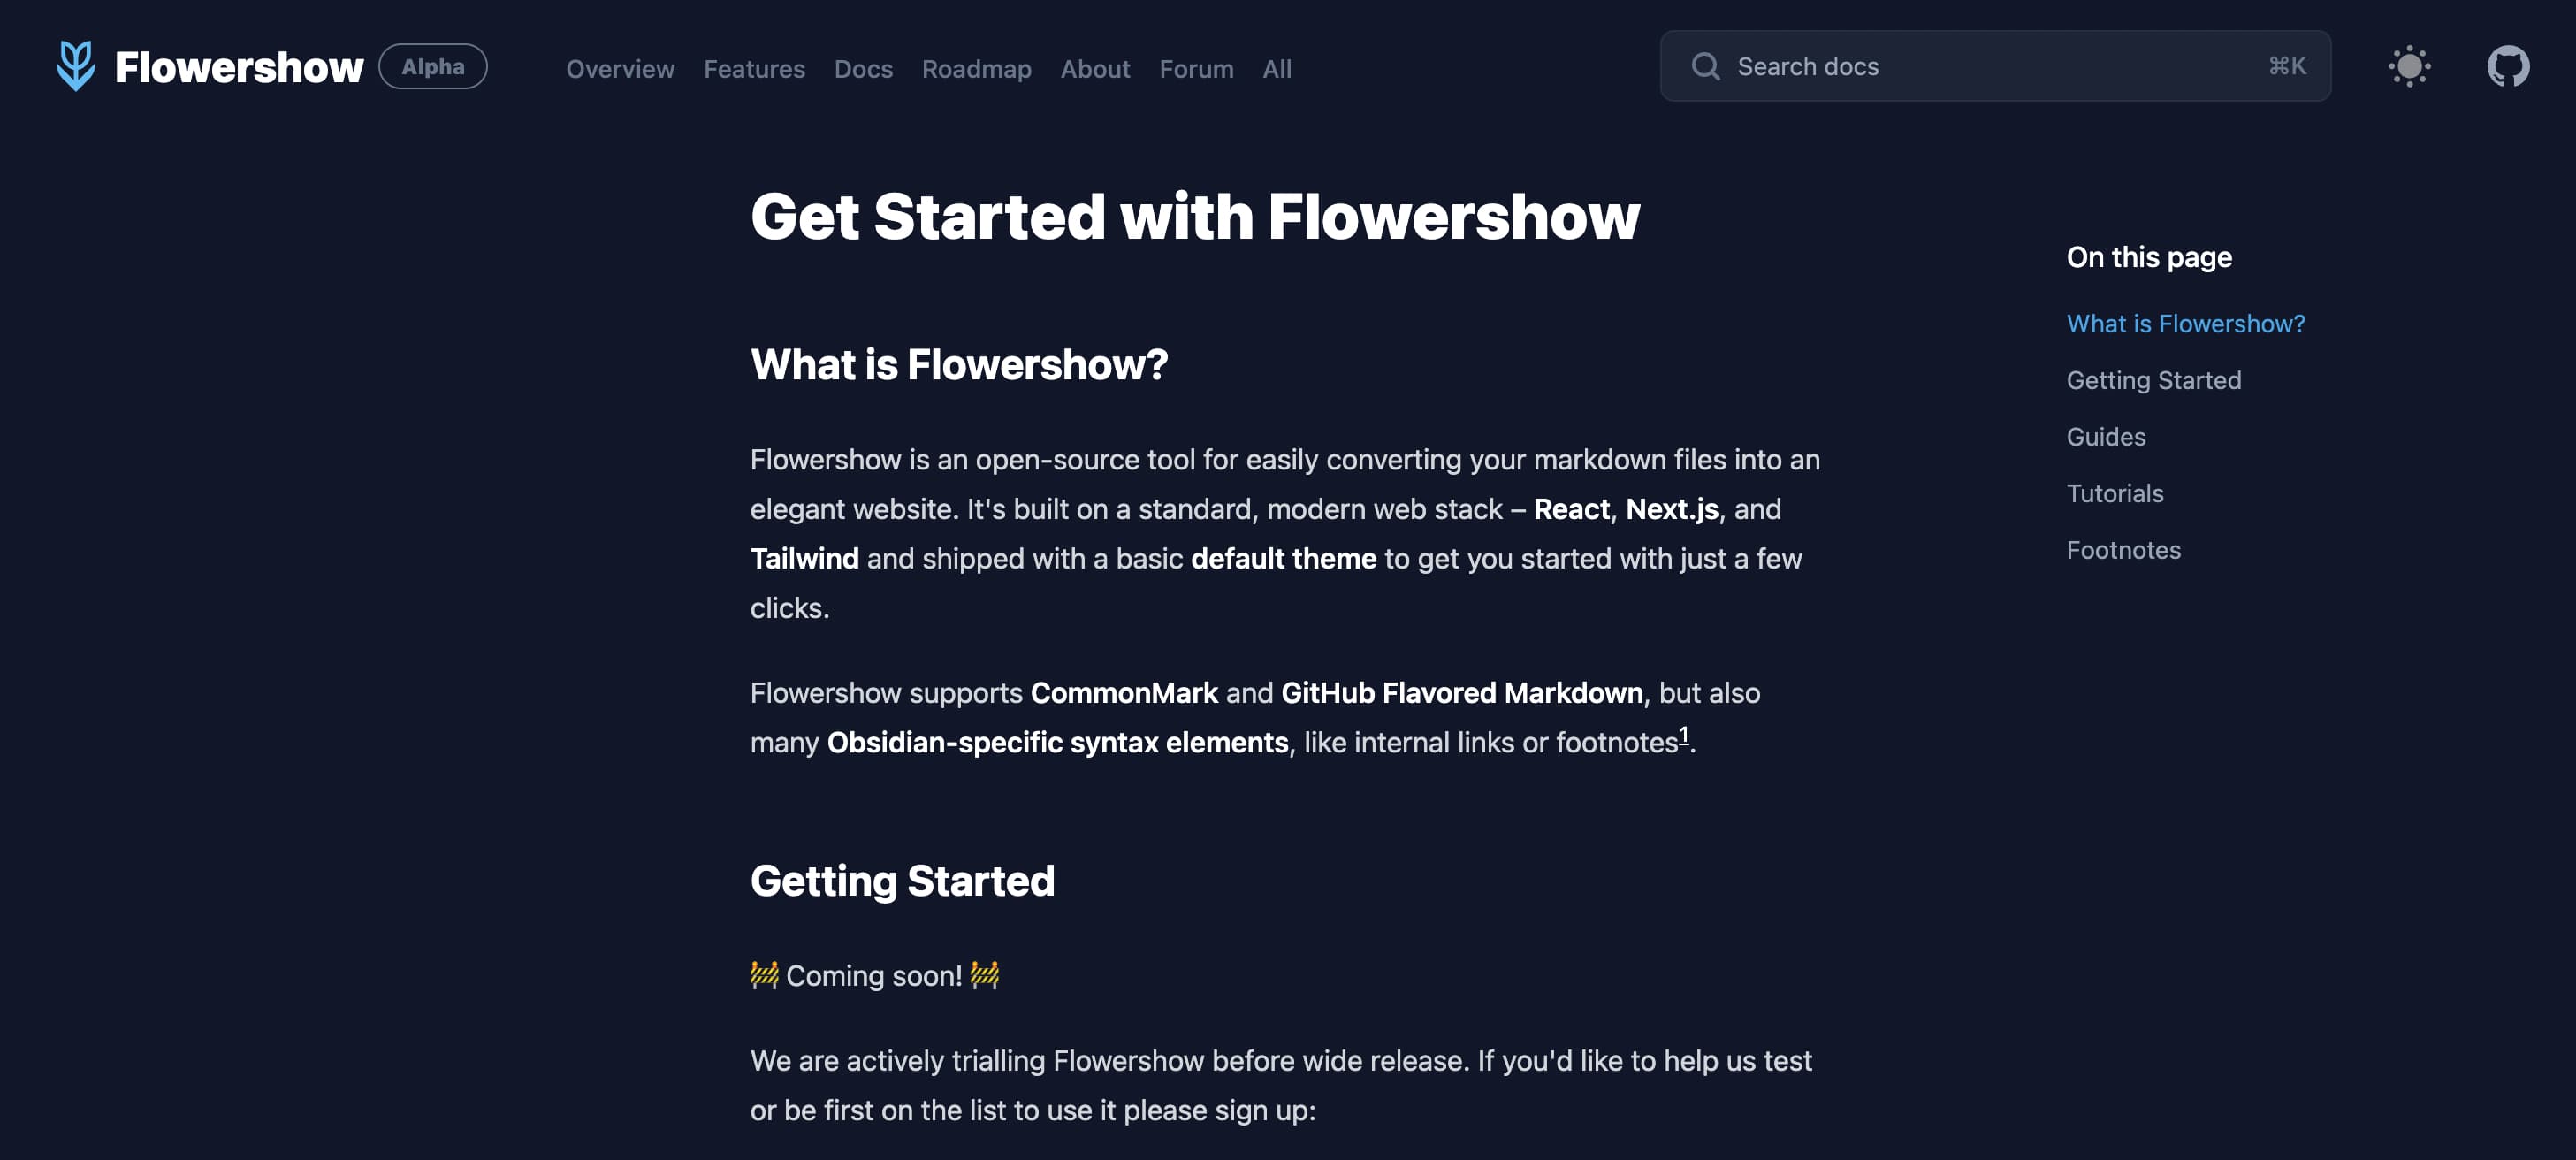 Flowershow Alpha Overview Features Docs Roadmap About Forum All Search docs ⌘K
Get Started with Flowershow
What is Flowershow?
Flowershow is an open-source tool for easily converting your markdown files into an
elegant website. It's built on a standard, modern web stack – React, Next.js, and
Tailwind and shipped with a basic default theme to get you started with just a few
clicks.
Flowershow supports CommonMark and GitHub Flavored Markdown, but also
many Obsidian-specific syntax elements, like internal links or footnotes1.
Getting Started
🚧 Coming soon! 🚧
We are actively trialling Flowershow before wide release. If you'd like to help us test
or be first on the list to use it please sign up:
On this page
What is Flowershow?
Getting Started
Guides
Tutorials
Footnotes